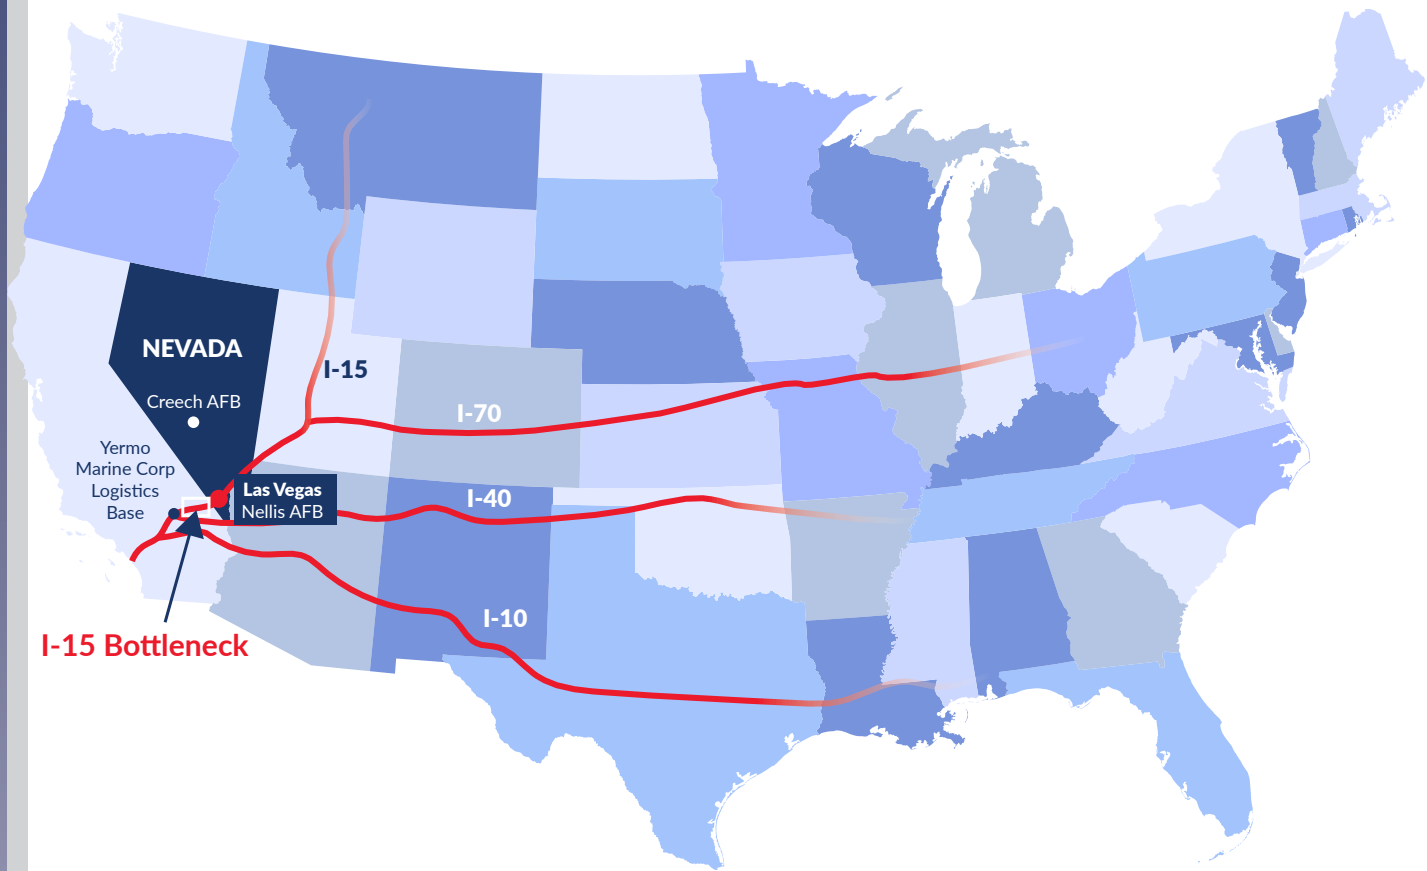 NEVADA
I-15
Creech AFB
I-70
Yermo
Marine Corp
Logistics
Base
Las Vegas
Nellis AFB
I-40
I-10
I-15 Bottleneck